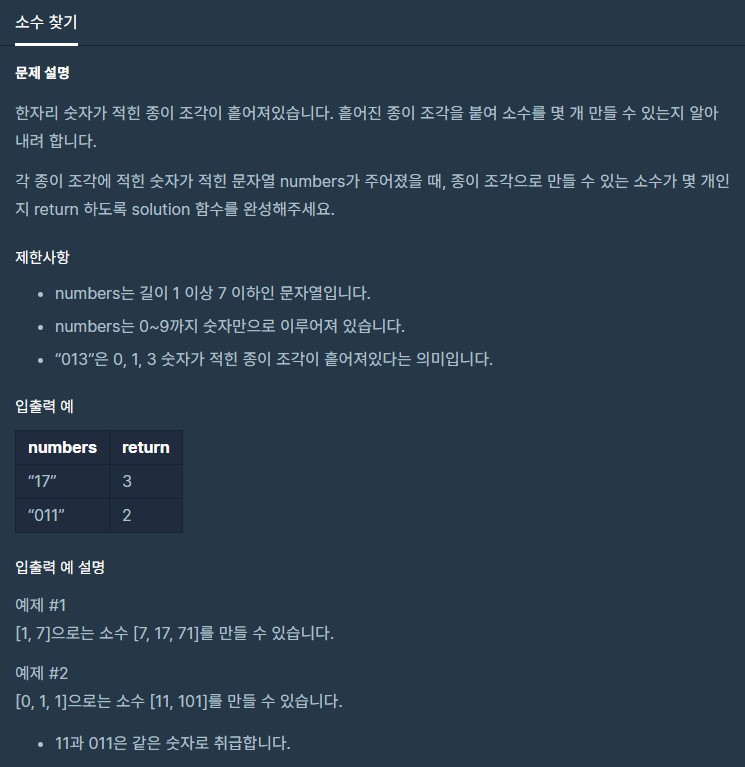 소수 찾기
문제 설명
한자리 숫자가 적힌 종이 조각이 흩어져있습니다. 흩어진 종이 조각을 붙여 소수를 몇 개 만들 수 있는지 알아
내려 합니다.
각 종이 조각에 적힌 숫자가 적힌 문자열 numbers가 주어졌을 때, 종이 조각으로 만들 수 있는 소수가 몇 개인
지 return 하도록 solution 함수를 완성해주세요.
제한사항
• numbers는 길이 1 이상 7 이하인 문자열입니다.
• numbers는 0~9까지 숫자만으로 이루어져 있습니다.
• “013”은 0, 1, 3 숫자가 적힌 종이 조각이 흩어져있다는 의미입니다.
입출력 예
numbers return
“17” 3
“011” 2
입출력 예 설명
예제 #1
[1, 7]으로는 소수 [7, 17, 71]를 만들 수 있습니다.
예제 #2
[0, 1, 1]으로는 소수 [11, 101]를 만들 수 있습니다.
• 11과 011은 같은 숫자로 취급합니다.